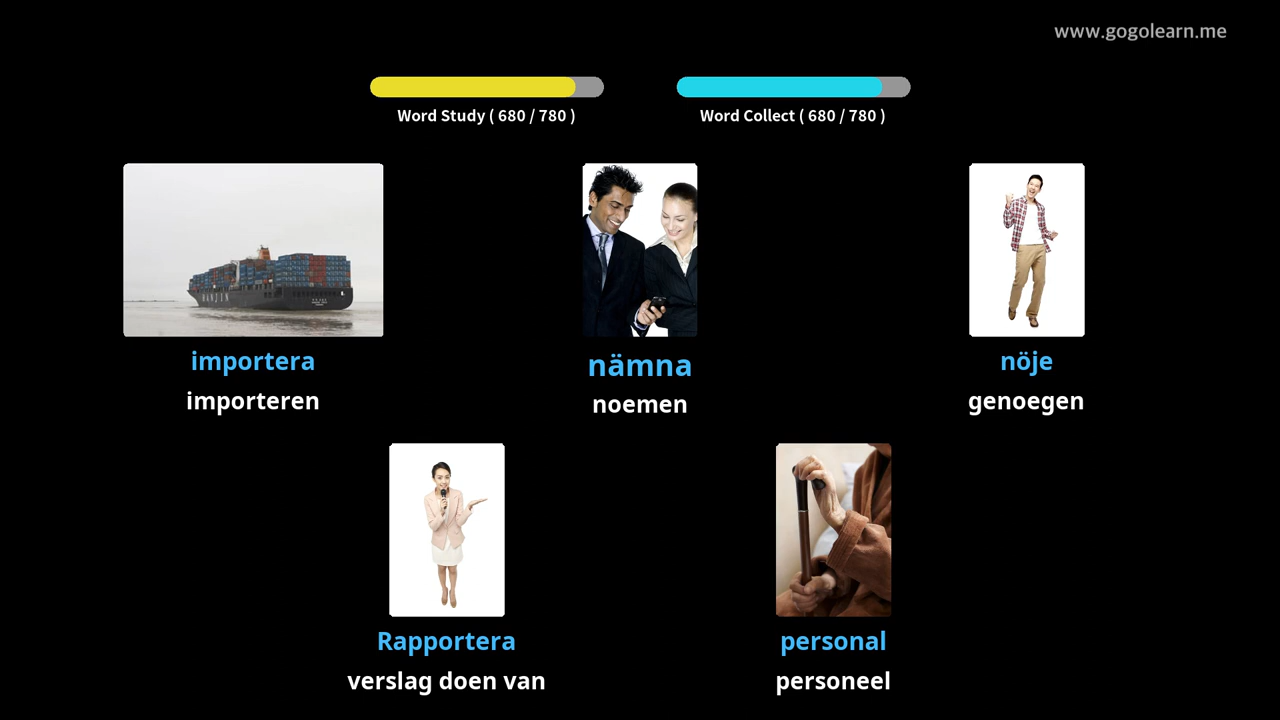 www.gogolearn.me
Word Study ( 680 / 780 )
Word Collect ( 680 / 780 )
importera
importeren
nämna
noemen
nöje
genoegen
Rapportera
verslag doen van
personal
personeel